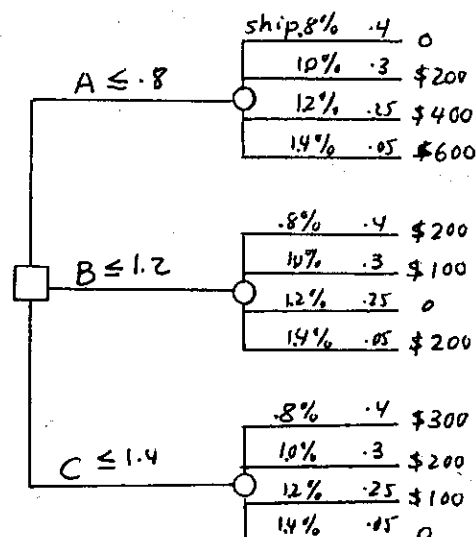 ship .8% .4 0
1.0% .3 $200
A ≤ .8
1.2% .25 $400
1.4% .05 $600
.8% .4 $200
1.0% .3 $100
B ≤ 1.2
1.2% .25 0
1.4% .05 $200
.8% .4 $300
1.0% .3 $200
C ≤ 1.4
1.2% .25 $100
1.4% .05 0